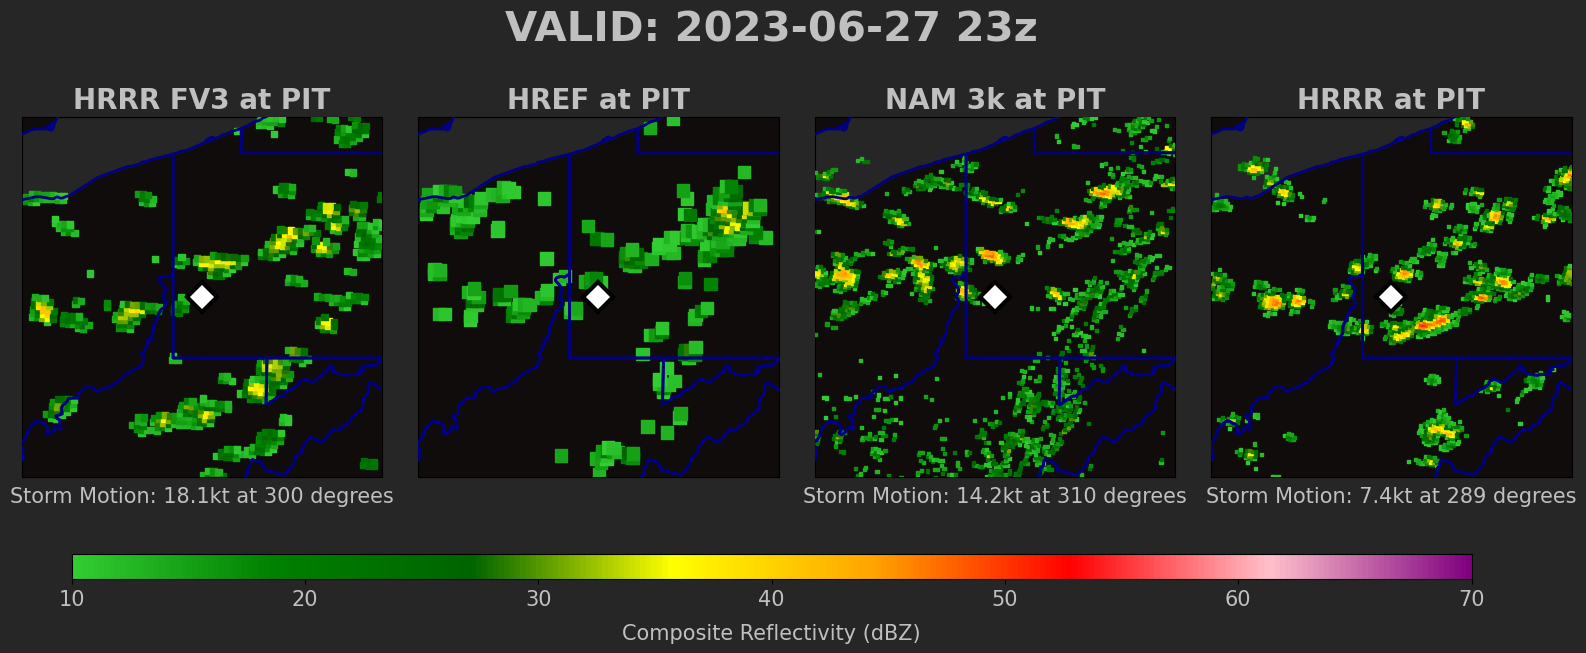 VALID: 2023-06-27 23z
HRRR FV3 at PIT
HREF at PIT
NAM 3k at PIT
HRRR at PIT
Storm Motion: 18.1kt at 300 degrees
Storm Motion: 14.2kt at 310 degrees
Storm Motion: 7.4kt at 289 degrees
10 20 30 40 50 60 70
Composite Reflectivity (dBZ)